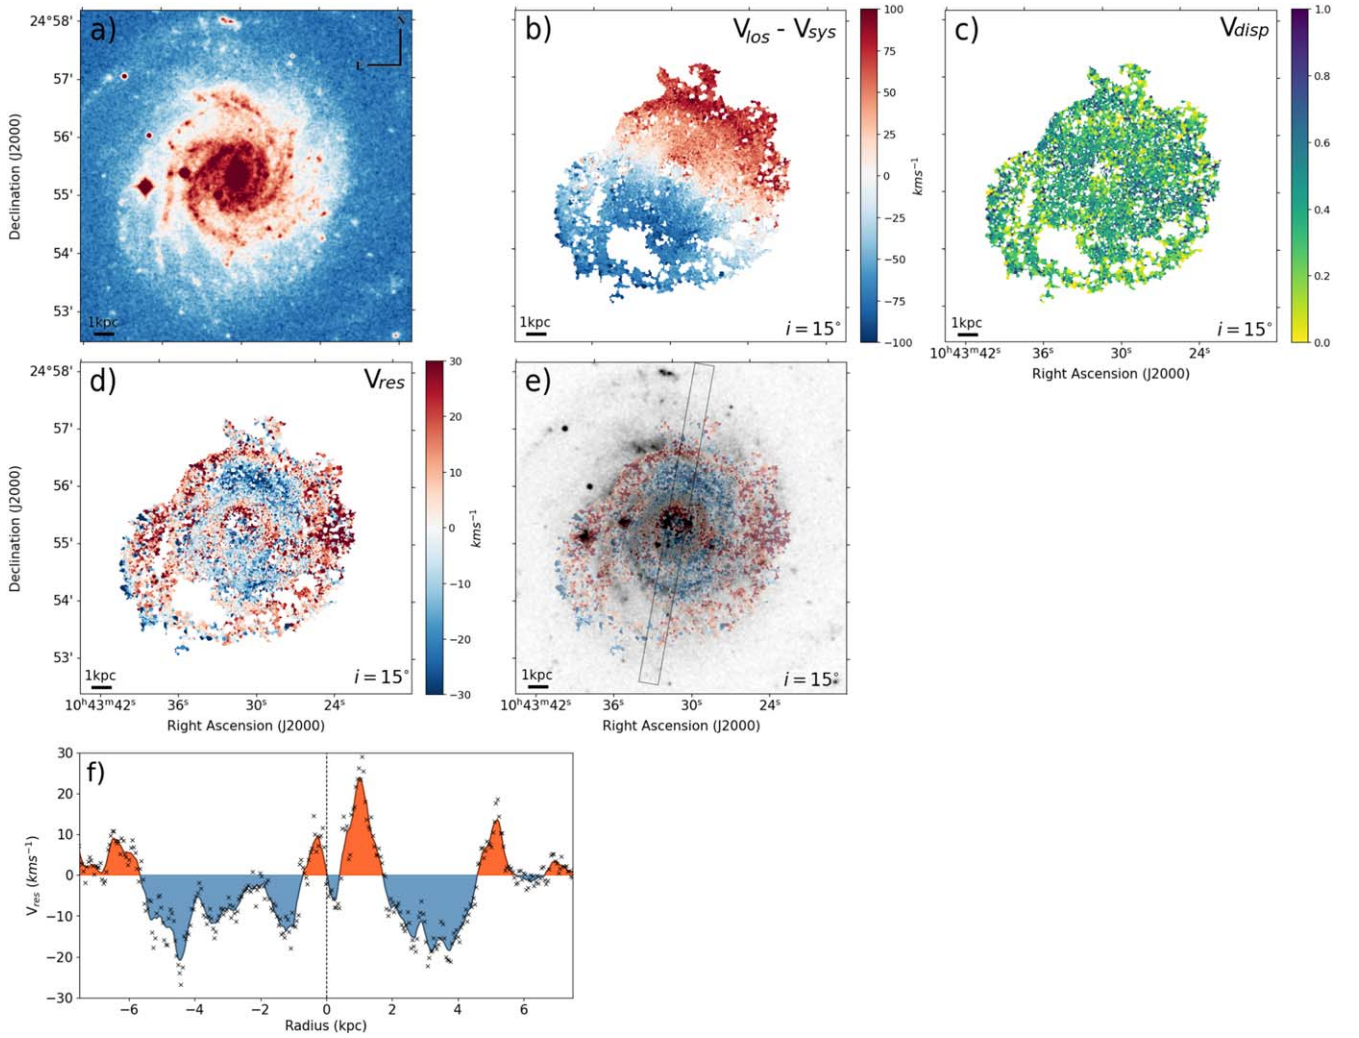 a)
24°58'
57'
56'
55'
54'
53'
Declination (J2000)
1kpc
L
b)
Vlos - Vsys
1kpc
i = 15°
100
75
50
25
0
−25
−50
−75
−100
kms⁻¹
c)
Vdisp
1kpc
i = 15°
10ʰ43ᵐ42ˢ
36ˢ
30ˢ
24ˢ
Right Ascension (J2000)
1.0
0.8
0.6
0.4
0.2
0.0
d)
Vres
24°58'
57'
56'
55'
54'
53'
Declination (J2000)
1kpc
i = 15°
10ʰ43ᵐ42ˢ
36ˢ
30ˢ
24ˢ
Right Ascension (J2000)
30
20
10
0
−10
−20
−30
kms⁻¹
e)
1kpc
i = 15°
10ʰ43ᵐ42ˢ
36ˢ
30ˢ
24ˢ
Right Ascension (J2000)
f)
30
20
10
0
−10
−20
−30
Vres (kms⁻¹)
−6
−4
−2
0
2
4
6
Radius (kpc)